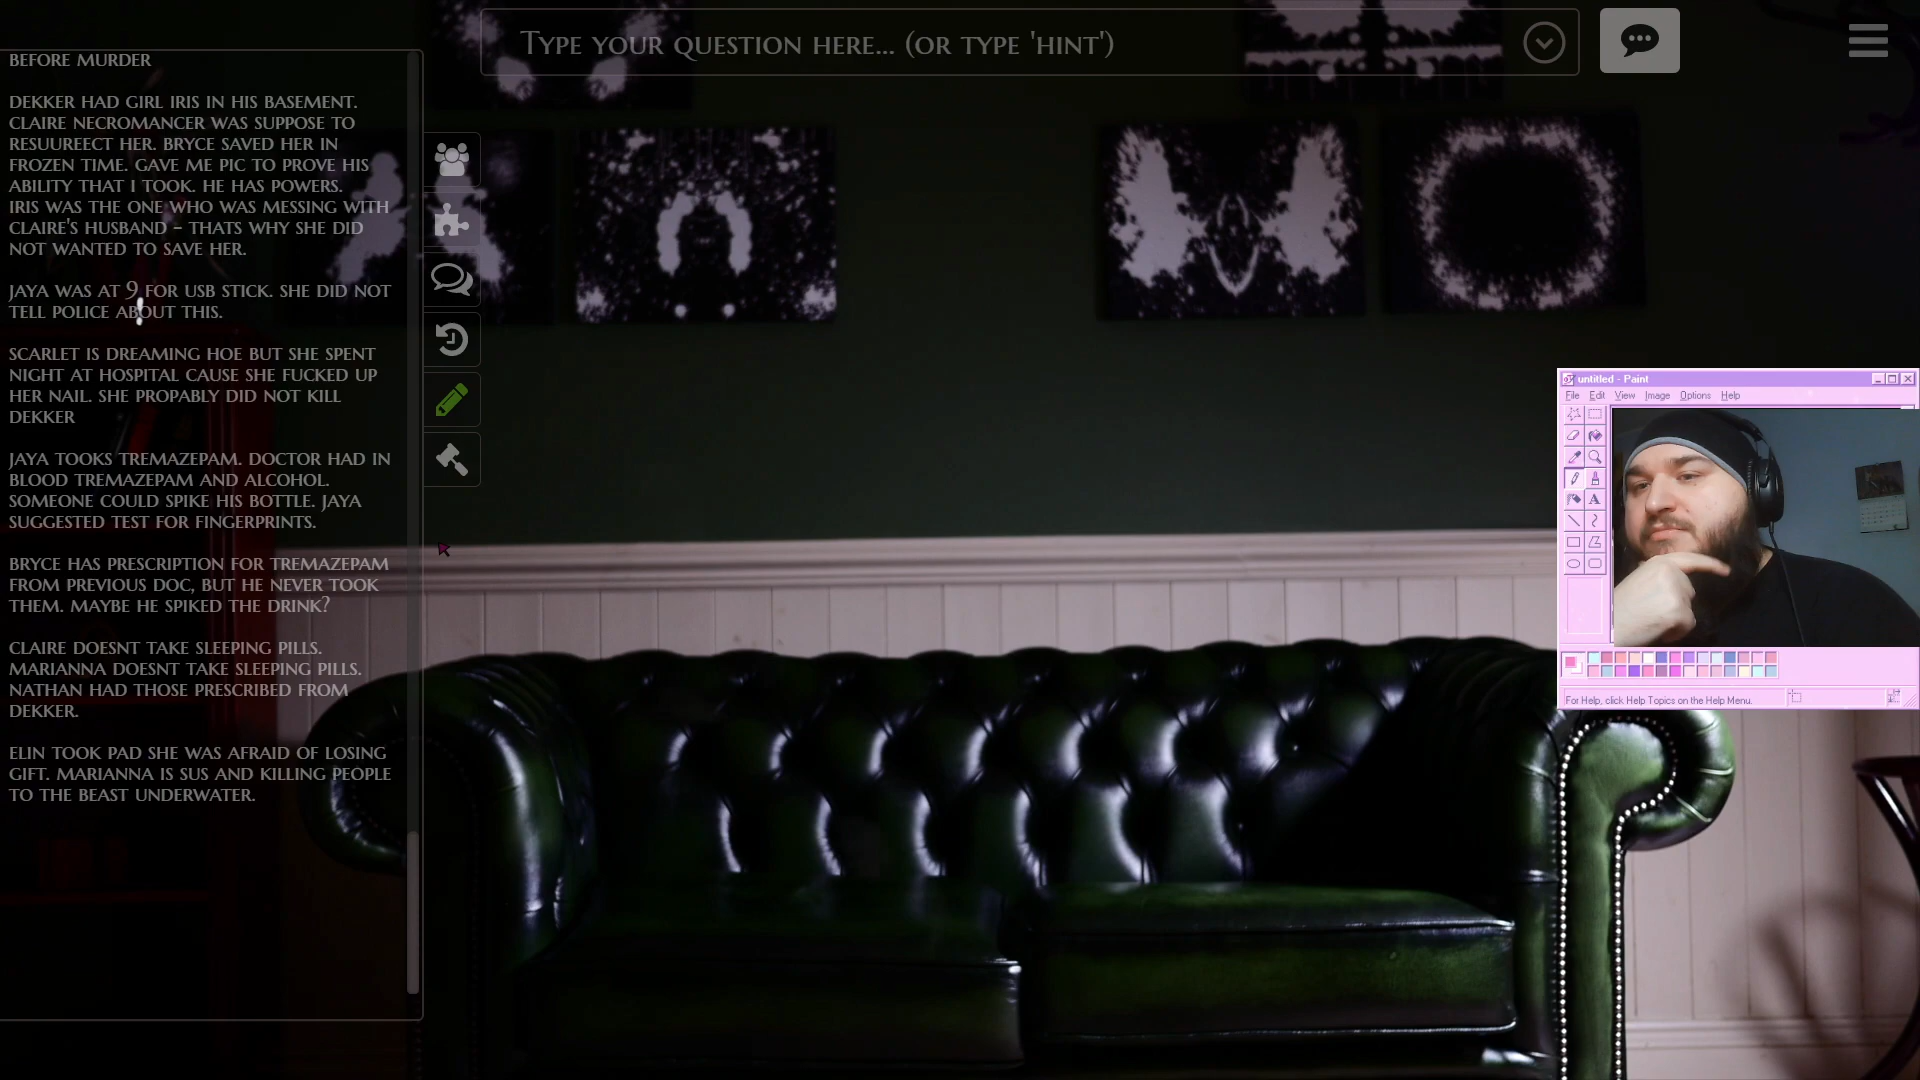 Type your question here... (or type 'hint')
BEFORE MURDER
DEKKER HAD GIRL IRIS IN HIS BASEMENT.
CLAIRE NECROMANCER WAS SUPPOSE TO
RESUUREECT HER. BRYCE SAVED HER IN
FROZEN TIME. GAVE ME PIC TO PROVE HIS
ABILITY THAT I TOOK. HE HAS POWERS.
IRIS WAS THE ONE WHO WAS MESSING WITH
CLAIRE'S HUSBAND - THATS WHY SHE DID
NOT WANTED TO SAVE HER.
JAYA WAS AT 9 FOR USB STICK. SHE DID NOT
TELL POLICE ABOUT THIS.
SCARLET IS DREAMING HOE BUT SHE SPENT
NIGHT AT HOSPITAL CAUSE SHE FUCKED UP
HER NAIL. SHE PROPABLY DID NOT KILL
DEKKER
JAYA TOOKS TREMAZEPAM. DOCTOR HAD IN
BLOOD TREMAZEPAM AND ALCOHOL.
SOMEONE COULD SPIKE HIS BOTTLE. JAYA
SUGGESTED TEST FOR FINGERPRINTS.
BRYCE HAS PRESCRIPTION FOR TREMAZEPAM
FROM PREVIOUS DOC, BUT HE NEVER TOOK
THEM. MAYBE HE SPIKED THE DRINK?
CLAIRE DOESNT TAKE SLEEPING PILLS.
MARIANNA DOESNT TAKE SLEEPING PILLS.
NATHAN HAD THOSE PRESCRIBED FROM
DEKKER.
ELIN TOOK PAD SHE WAS AFRAID OF LOSING
GIFT. MARIANNA IS SUS AND KILLING PEOPLE
TO THE BEAST UNDERWATER.
untitled - Paint
File Edit View Image Options Help
A
For Help, click Help Topics on the Help Menu.